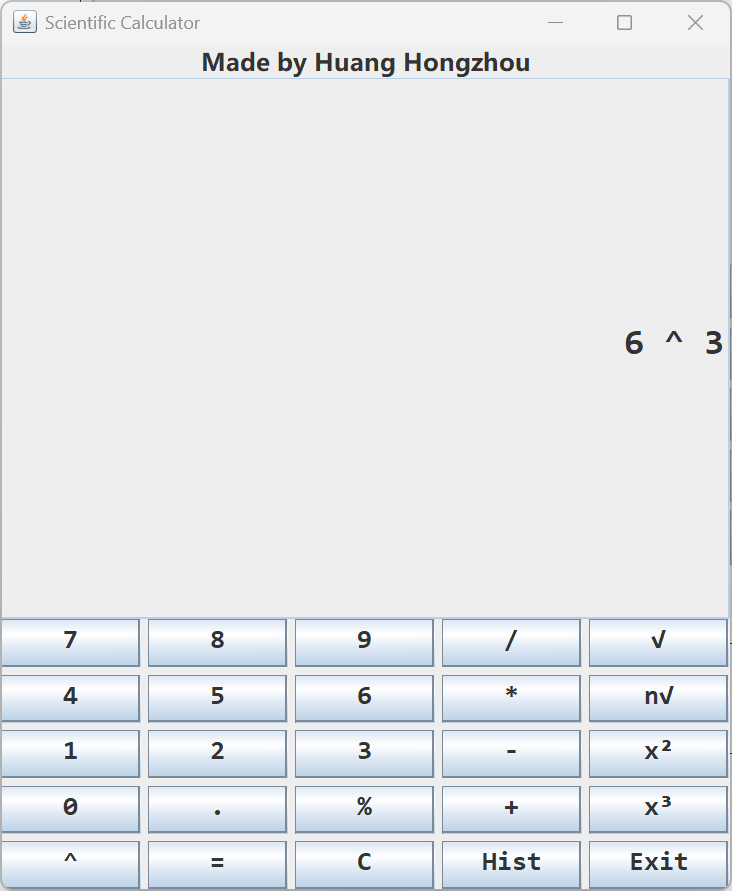 Scientific Calculator
Made by Huang Hongzhou
6 ^ 3
7 8 9 / √
4 5 6 * n√
1 2 3 - x²
0 . % + x³
^ = C Hist Exit